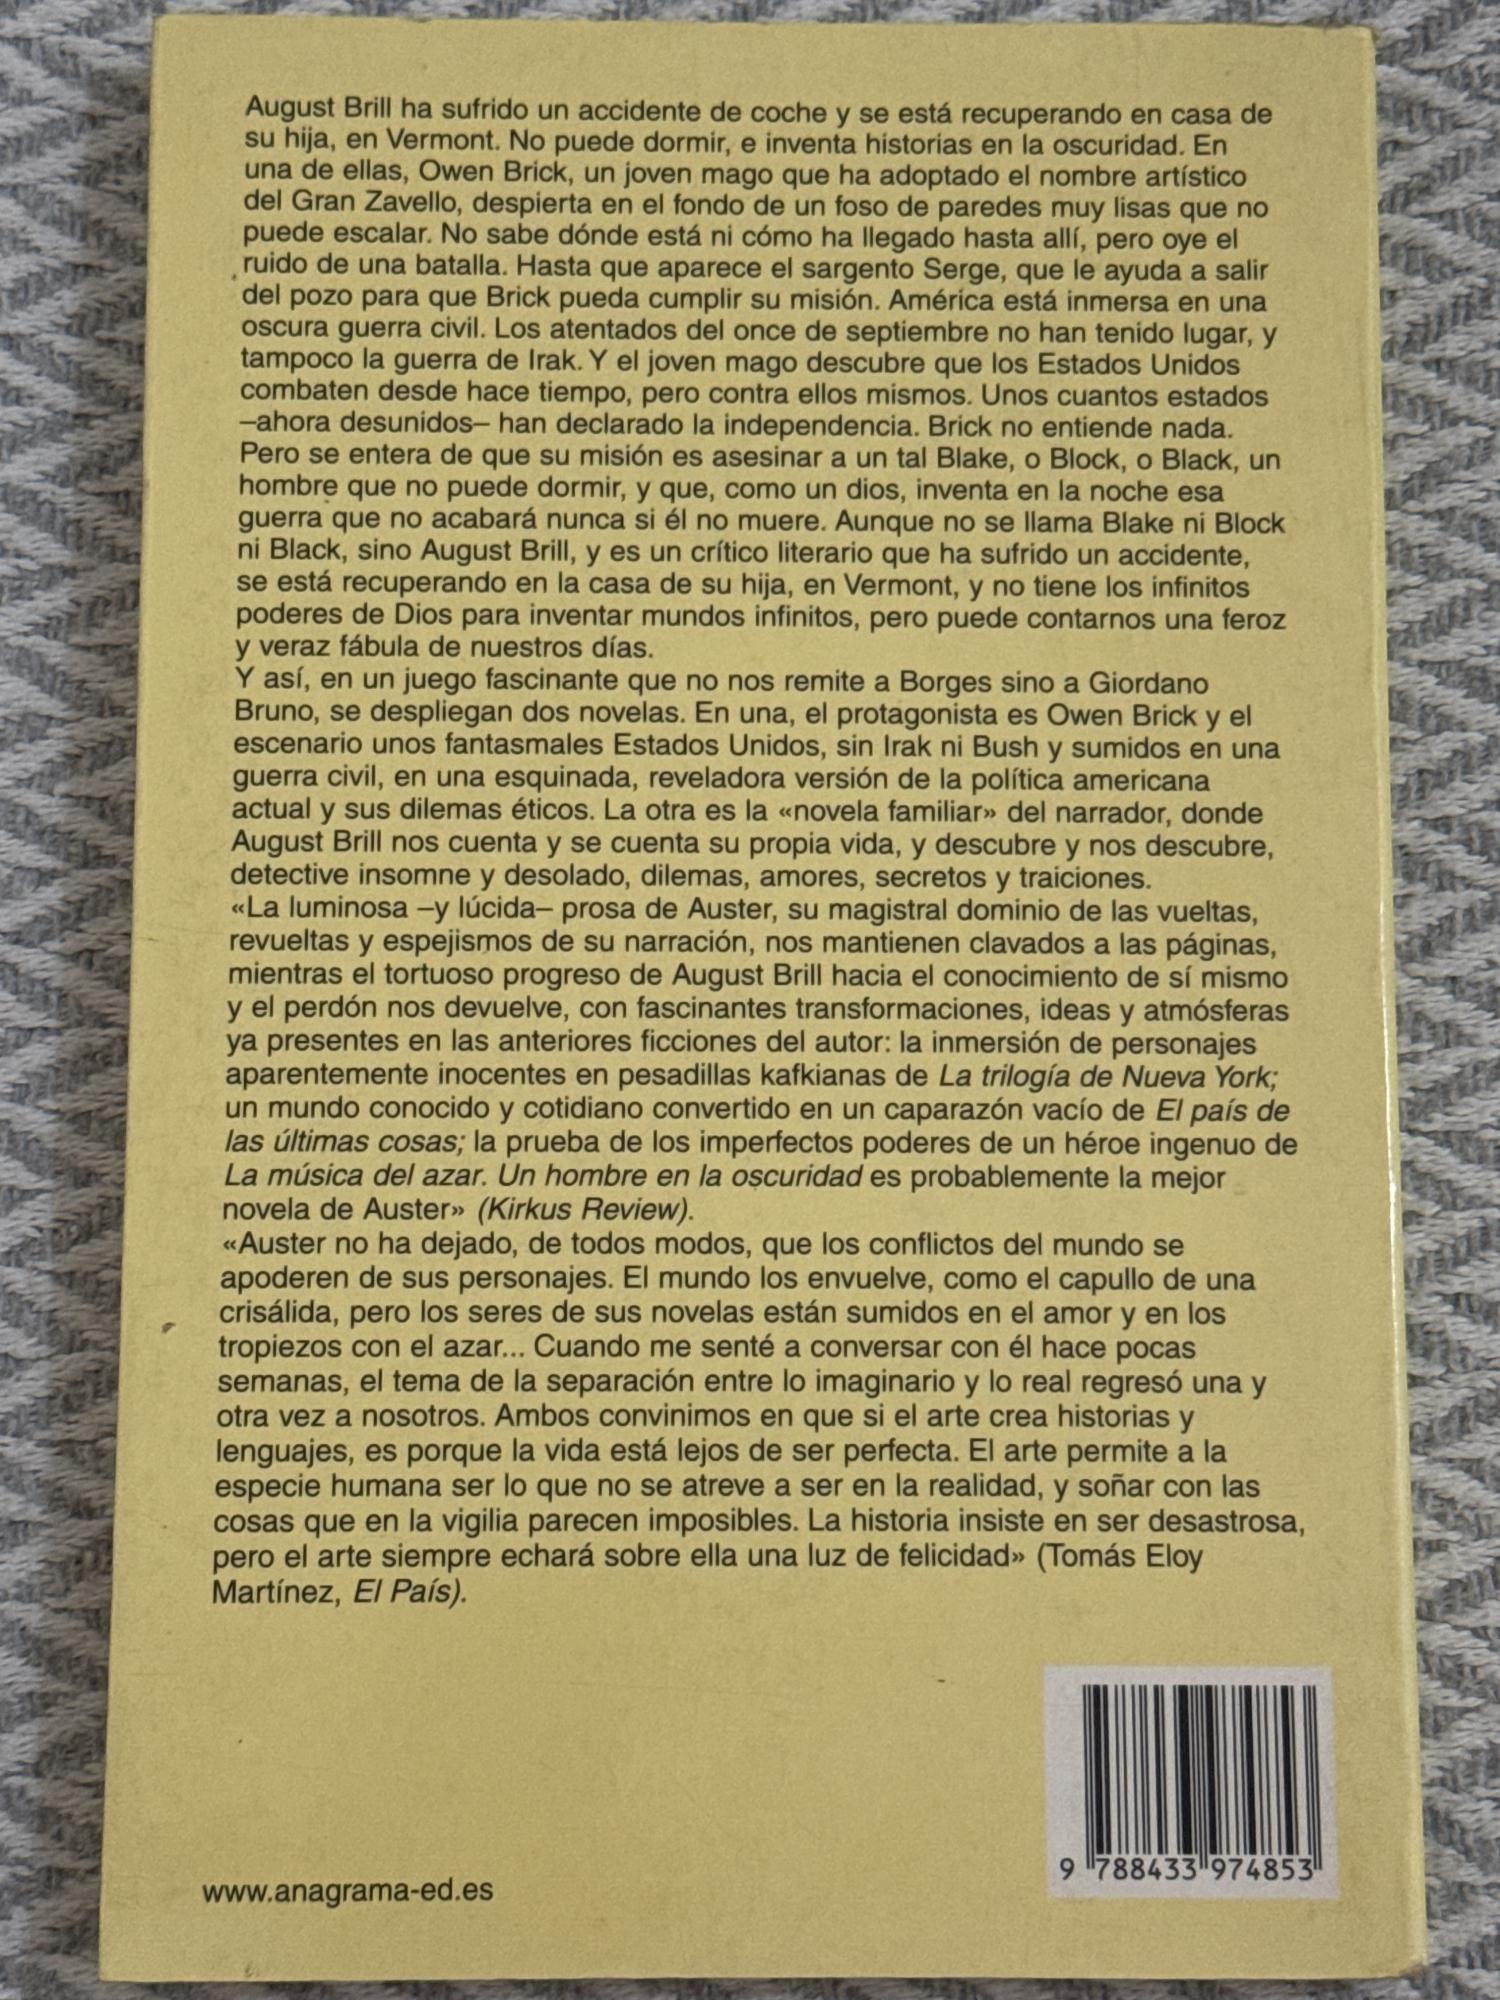 August Brill ha sufrido un accidente de coche y se está recuperando en casa de
su hija, en Vermont. No puede dormir, e inventa historias en la oscuridad. En
una de ellas, Owen Brick, un joven mago que ha adoptado el nombre artístico
del Gran Zavello, despierta en el fondo de un foso de paredes muy lisas que no
puede escalar. No sabe dónde está ni cómo ha llegado hasta allí, pero oye el
ruido de una batalla. Hasta que aparece el sargento Serge, que le ayuda a salir
del pozo para que Brick pueda cumplir su misión. América está inmersa en una
oscura guerra civil. Los atentados del once de septiembre no han tenido lugar, y
tampoco la guerra de Irak. Y el joven mago descubre que los Estados Unidos
combaten desde hace tiempo, pero contra ellos mismos. Unos cuantos estados
–ahora desunidos– han declarado la independencia. Brick no entiende nada.
Pero se entera de que su misión es asesinar a un tal Blake, o Block, o Black, un
hombre que no puede dormir, y que, como un dios, inventa en la noche esa
guerra que no acabará nunca si él no muere. Aunque no se llama Blake ni Block
ni Black, sino August Brill, y es un crítico literario que ha sufrido un accidente,
se está recuperando en la casa de su hija, en Vermont, y no tiene los infinitos
poderes de Dios para inventar mundos infinitos, pero puede contarnos una feroz
y veraz fábula de nuestros días.
Y así, en un juego fascinante que no nos remite a Borges sino a Giordano
Bruno, se despliegan dos novelas. En una, el protagonista es Owen Brick y el
escenario unos fantasmales Estados Unidos, sin Irak ni Bush y sumidos en una
guerra civil, en una esquinada, reveladora versión de la política americana
actual y sus dilemas éticos. La otra es la «novela familiar» del narrador, donde
August Brill nos cuenta y se cuenta su propia vida, y descubre y nos descubre,
detective insomne y desolado, dilemas, amores, secretos y traiciones.
«La luminosa –y lúcida– prosa de Auster, su magistral dominio de las vueltas,
revueltas y espejismos de su narración, nos mantienen clavados a las páginas,
mientras el tortuoso progreso de August Brill hacia el conocimiento de sí mismo
y el perdón nos devuelve, con fascinantes transformaciones, ideas y atmósferas
ya presentes en las anteriores ficciones del autor: la inmersión de personajes
aparentemente inocentes en pesadillas kafkianas de La trilogía de Nueva York;
un mundo conocido y cotidiano convertido en un caparazón vacío de El país de
las últimas cosas; la prueba de los imperfectos poderes de un héroe ingenuo de
La música del azar. Un hombre en la oscuridad es probablemente la mejor
novela de Auster» (Kirkus Review).
«Auster no ha dejado, de todos modos, que los conflictos del mundo se
apoderen de sus personajes. El mundo los envuelve, como el capullo de una
crisálida, pero los seres de sus novelas están sumidos en el amor y en los
tropiezos con el azar... Cuando me senté a conversar con él hace pocas
semanas, el tema de la separación entre lo imaginario y lo real regresó una y
otra vez a nosotros. Ambos convinimos en que si el arte crea historias y
lenguajes, es porque la vida está lejos de ser perfecta. El arte permite a la
especie humana ser lo que no se atreve a ser en la realidad, y soñar con las
cosas que en la vigilia parecen imposibles. La historia insiste en ser desastrosa,
pero el arte siempre echará sobre ella una luz de felicidad» (Tomás Eloy
Martínez, El País).
9 788433 974853
www.anagrama-ed.es